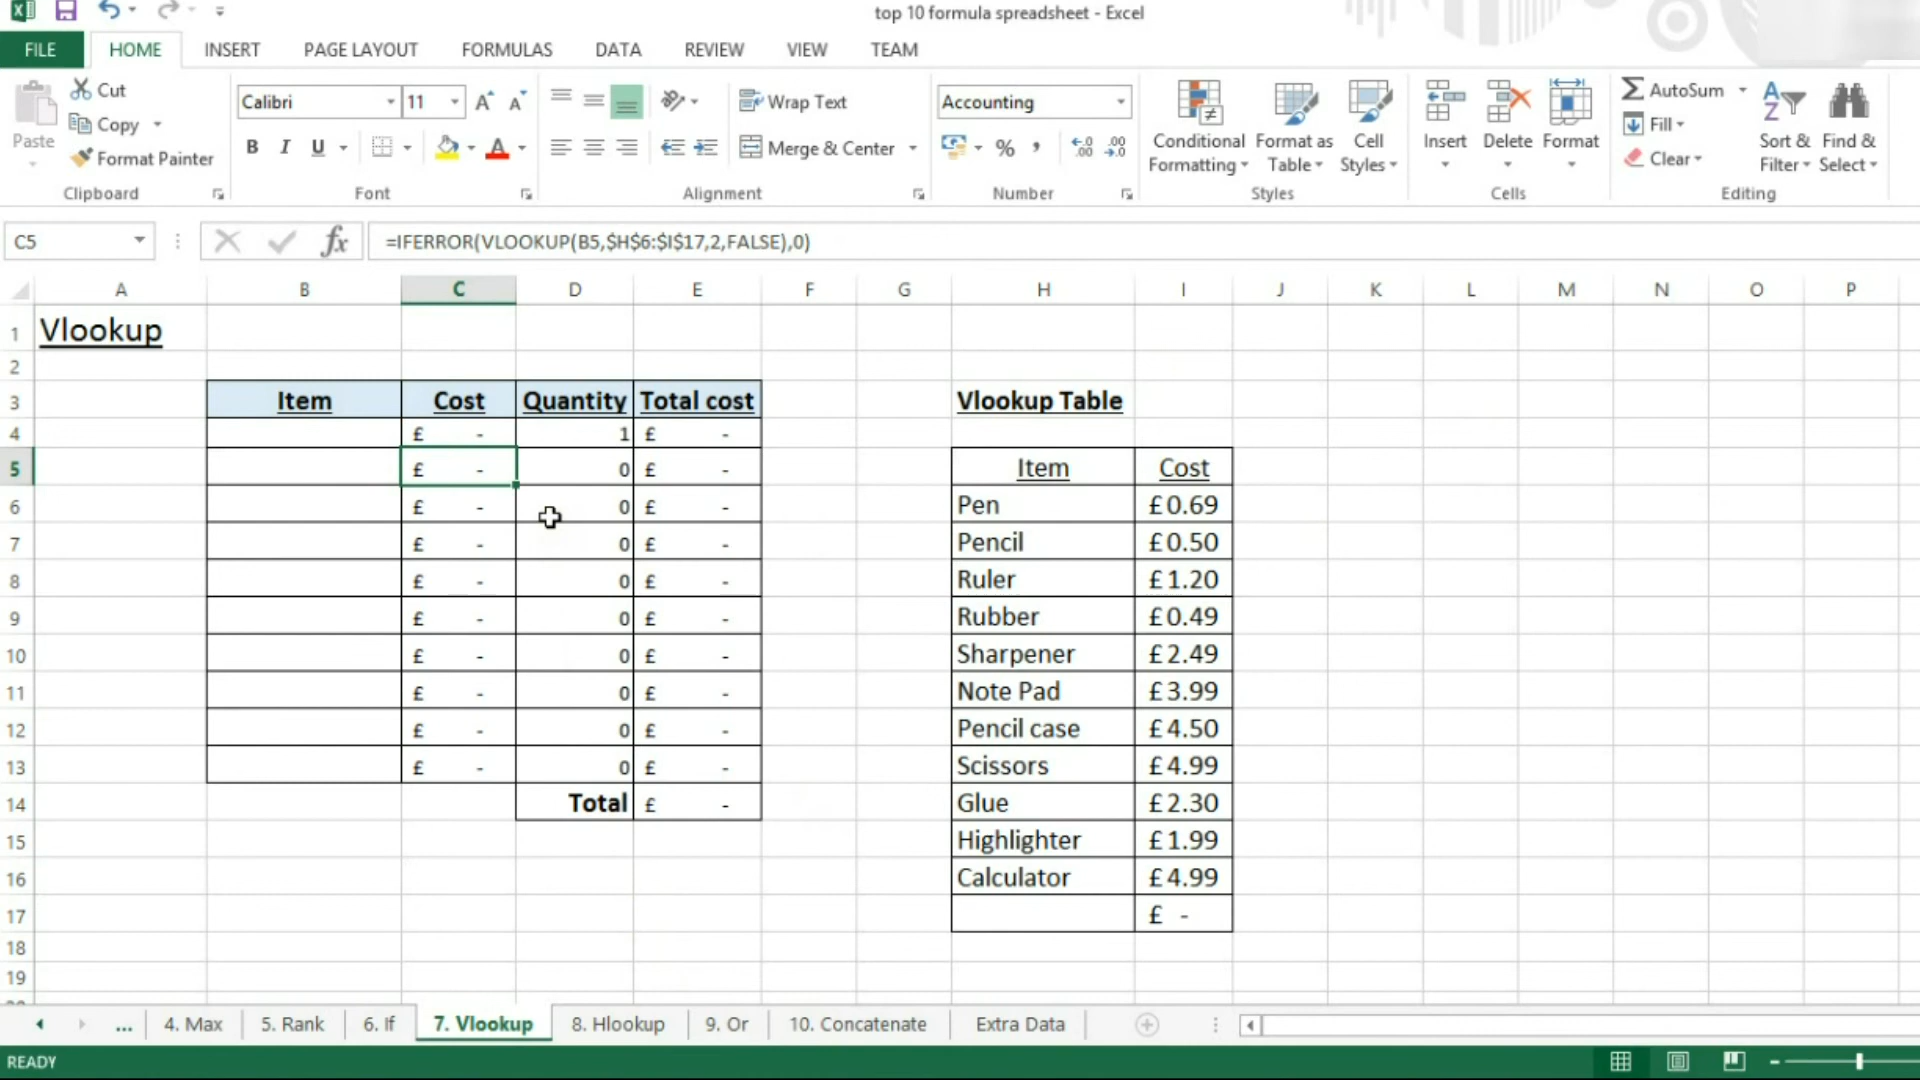 top 10 formula spreadsheet - Excel
FILE HOME INSERT PAGE LAYOUT FORMULAS DATA REVIEW VIEW TEAM
Paste Cut Copy Format Painter
Clipboard
Calibri 11 A A
B I U A
Font
Wrap Text
Merge & Center
Alignment
Accounting
% , .00 .00
Number
Conditional Formatting Format as Table Cell Styles
Styles
Insert Delete Format
Cells
AutoSum Fill Clear Sort & Filter Find & Select
Editing
C5 fx =IFERROR(VLOOKUP(B5,$H$6:$I$17,2,FALSE),0)
A B C D E F G H I J K L M N O P
1 Vlookup
2
3 Item Cost Quantity Total cost Vlookup Table
4 £ - 1 £ -
5 £ - 0 £ - Item Cost
6 £ - 0 £ - Pen £0.69
7 £ - 0 £ - Pencil £0.50
8 £ - 0 £ - Ruler £1.20
9 £ - 0 £ - Rubber £0.49
10 £ - 0 £ - Sharpener £2.49
11 £ - 0 £ - Note Pad £3.99
12 £ - 0 £ - Pencil case £4.50
13 £ - 0 £ - Scissors £4.99
14 Total £ - Glue £2.30
15 Highlighter £1.99
16 Calculator £4.99
17 £ -
18
19
... 4. Max 5. Rank 6. If 7. Vlookup 8. Hlookup 9. Or 10. Concatenate Extra Data
READY